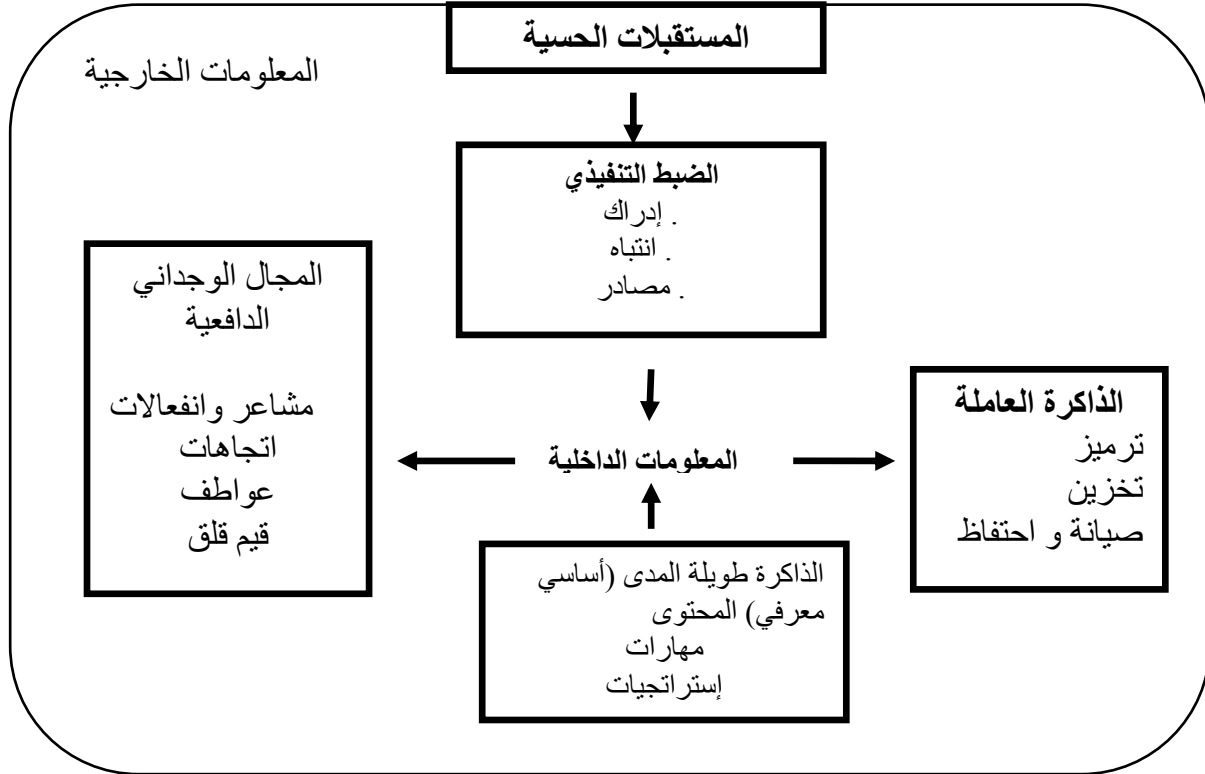 المستقبلات الحسية
المعلومات الخارجية
الضبط التنفيذي
. إدراك
. انتباه
. مصادر
المجال الوجداني
الدافعية
مشاعر وانفعالات
اتجاهات
عواطف
قيم قلق
المعلومات الداخلية
الذاكرة العاملة
ترميز
تخزين
صيانة و احتفاظ
الذاكرة طويلة المدى (أساسي
معرفي) المحتوى
مهارات
إستراتجيات